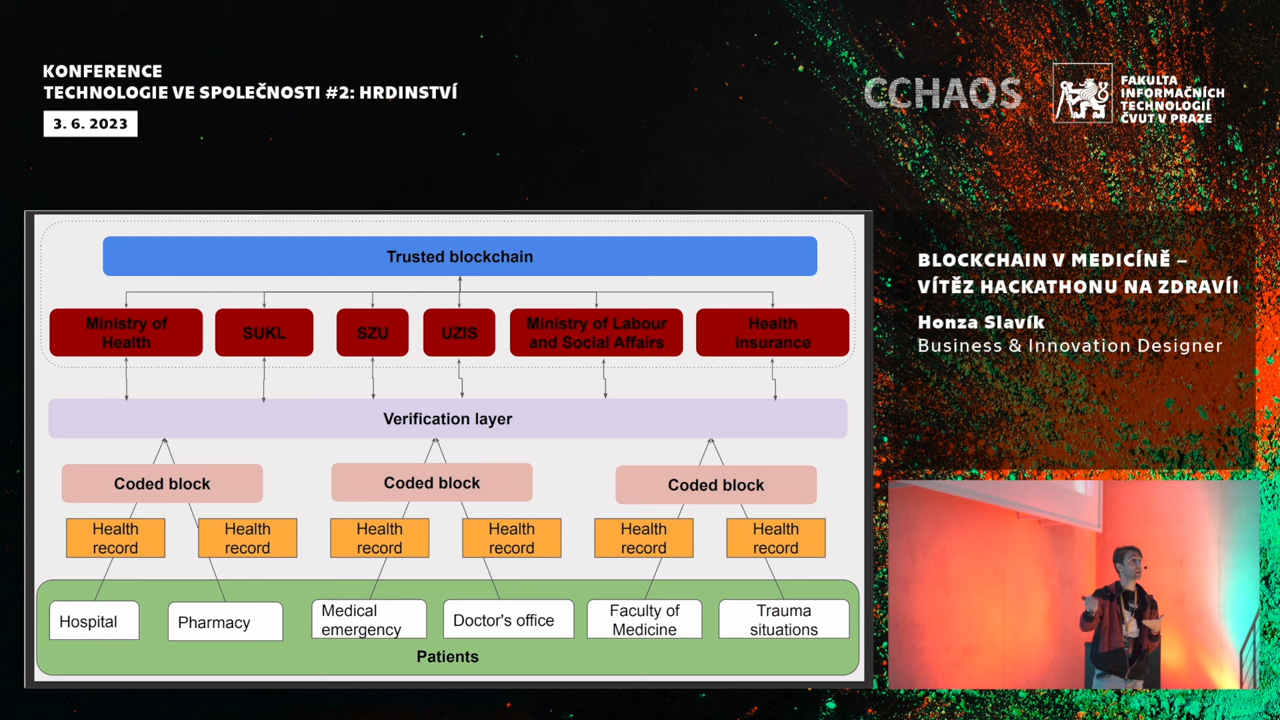 KONFERENCE
TECHNOLOGIE VE SPOLEČNOSTI #2: HRDINSTVÍ
3. 6. 2023
CCHAOS
FAKULTA
INFORMAČNÍCH
TECHNOLOGIÍ
ČVUT V PRAZE
Trusted blockchain
Ministry of
Health
SUKL
SZU
UZIS
Ministry of Labour
and Social Affairs
Health
insurance
Verification layer
Coded block
Coded block
Coded block
Health
record
Health
record
Health
record
Health
record
Health
record
Health
record
Hospital
Pharmacy
Medical
emergency
Doctor's office
Faculty of
Medicine
Trauma
situations
Patients
BLOCKCHAIN V MEDICÍNĚ –
VÍTĚZ HACKATHONU NA ZDRAVÍ!
Honza Slavík
Business & Innovation Designer